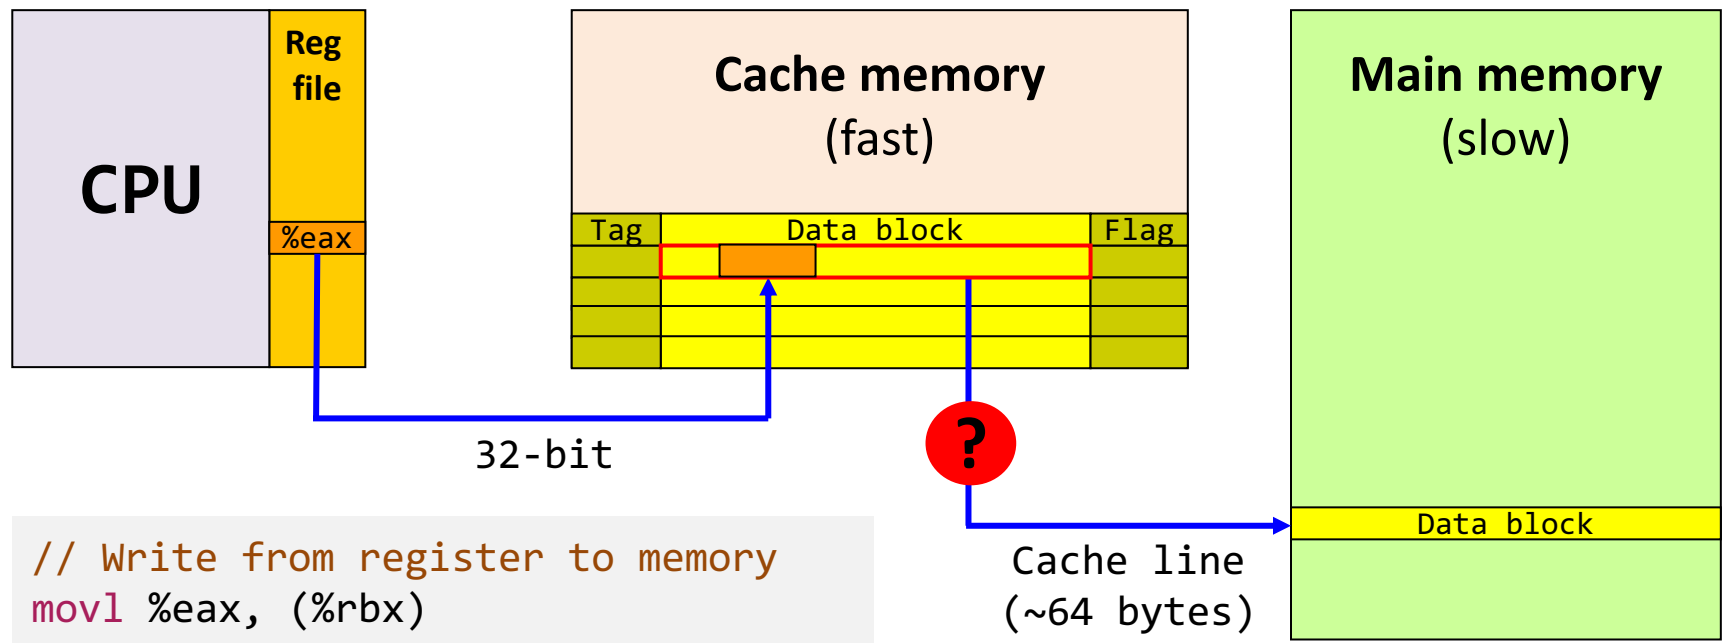 CPU
Reg
file
%eax
Cache memory
(fast)
Tag
Data block
Flag
Main memory
(slow)
32-bit
?
Data block
Cache line
(~64 bytes)
// Write from register to memory
movl %eax, (%rbx)